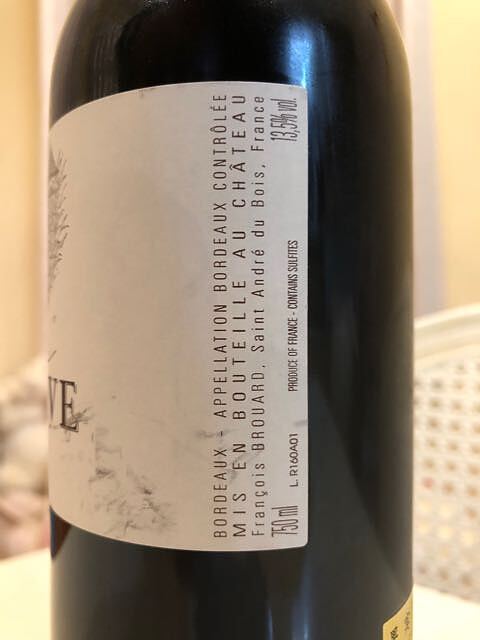 VE
BORDEAUX - APPELLATION BORDEAUX CONTRÔLÉE
MIS EN BOUTEILLE AU CHÂTEAU
François BROUARD, Saint André du Bois, France
750 ml 13,5% vol.
L. R160A01 PRODUCE OF FRANCE - CONTAINS SULFITES